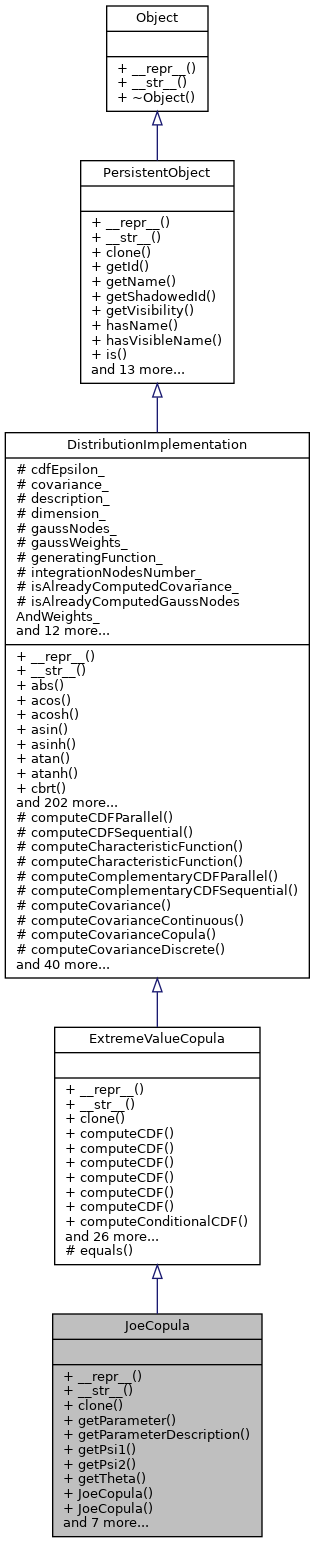 Object
+ __repr__()
+ __str__()
+ ~Object()
PersistentObject
+ __repr__()
+ __str__()
+ clone()
+ getId()
+ getName()
+ getShadowedId()
+ getVisibility()
+ hasName()
+ hasVisibleName()
+ is()
and 13 more...
DistributionImplementation
# cdfEpsilon_
# covariance_
# description_
# dimension_
# gaussNodes_
# gaussWeights_
# generatingFunction_
# integrationNodesNumber_
# isAlreadyComputedCovariance_
# isAlreadyComputedGaussNodes
AndWeights_
and 12 more...
+ __repr__()
+ __str__()
+ abs()
+ acos()
+ acosh()
+ asin()
+ asinh()
+ atan()
+ atanh()
+ cbrt()
and 202 more...
# computeCDFParallel()
# computeCDFSequential()
# computeCharacteristicFunction()
# computeCharacteristicFunction()
# computeComplementaryCDFParallel()
# computeComplementaryCDFSequential()
# computeCovariance()
# computeCovarianceContinuous()
# computeCovarianceCopula()
# computeCovarianceDiscrete()
and 40 more...
ExtremeValueCopula
+ __repr__()
+ __str__()
+ clone()
+ computeCDF()
+ computeCDF()
+ computeCDF()
+ computeCDF()
+ computeCDF()
+ computeCDF()
+ computeConditionalCDF()
and 26 more...
# equals()
JoeCopula
+ __repr__()
+ __str__()
+ clone()
+ getParameter()
+ getParameterDescription()
+ getPsi1()
+ getPsi2()
+ getTheta()
+ JoeCopula()
+ JoeCopula()
and 7 more...